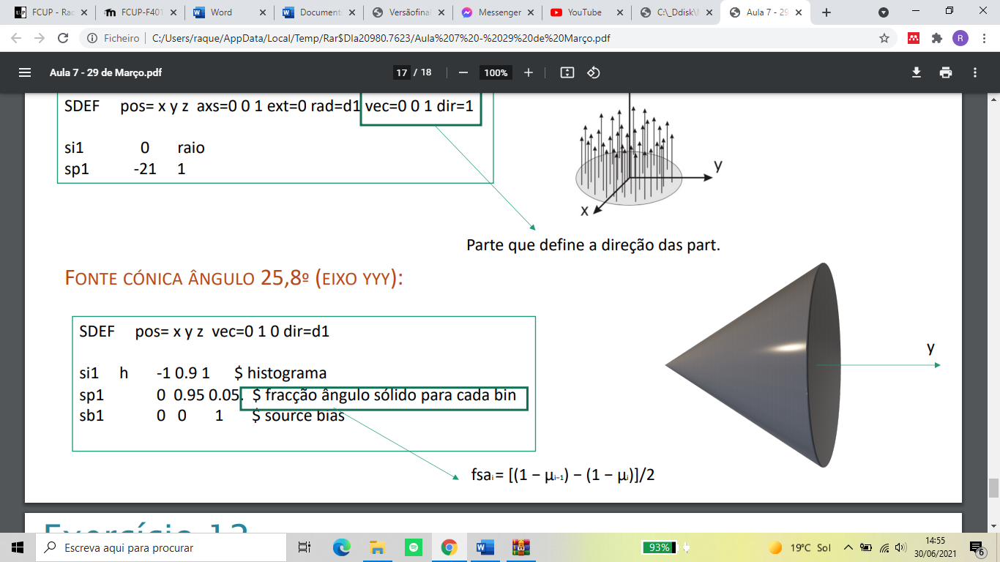 FCUP - Rac
FCUP-F401
Word
Documento
Versãofinal
Messenger
YouTube
C:\_Ddisk\M
Aula 7 - 29
Ficheiro
C:/Users/raque/AppData/Local/Temp/Rar$DIa20980.7623/Aula%207%20-%2029%20de%20Março.pdf
R
Aula 7 - 29 de Março.pdf
17 / 18
100%
SDEF pos= x y z axs=0 0 1 ext=0 rad=d1 vec=0 0 1 dir=1
si1 0 raio
sp1 -21 1
y
x
Parte que define a direção das part.
FONTE CÓNICA ÂNGULO 25,8º (EIXO YYY):
SDEF pos= x y z vec=0 1 0 dir=d1
si1 h -1 0.9 1 $ histograma
sp1 0 0.95 0.05. $ fracção ângulo sólido para cada bin
sb1 0 0 1 $ source bias
y
fsaᵢ = [(1 − μᵢ₋₁) − (1 − μᵢ)]/2
Exercício 12
Escreva aqui para procurar
93%
19°C Sol
14:55
30/06/2021
6